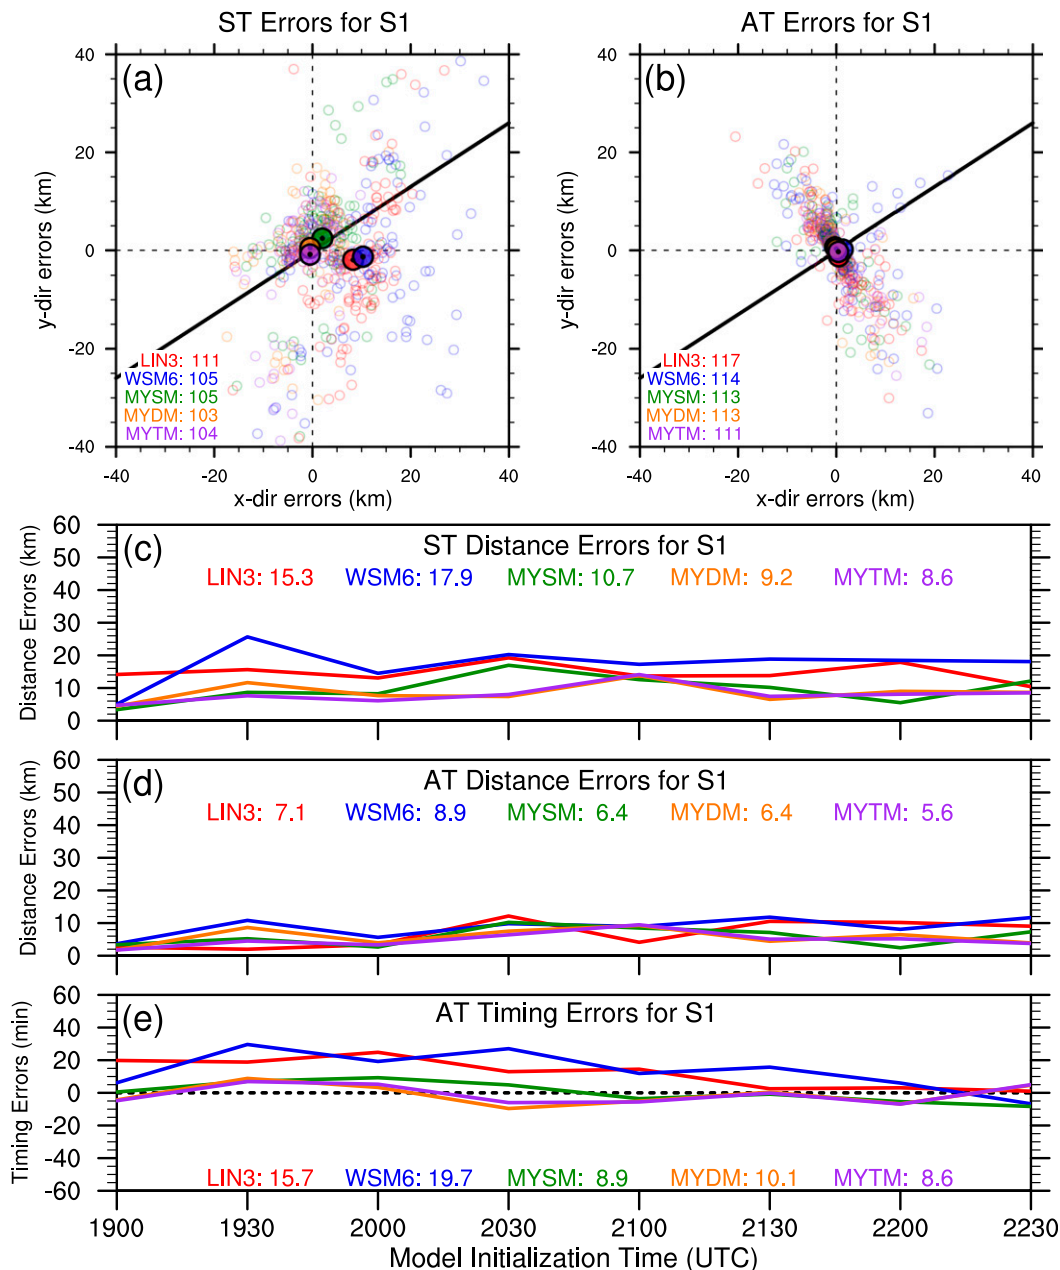 ST Errors for S1
AT Errors for S1
(a)
40
20
0
-20
-40
y-dir errors (km)
LIN3: 111
WSM6: 105
MYSM: 105
MYDM: 103
MYTM: 104
-40 -20 0 20 40
x-dir errors (km)
(b)
40
20
0
-20
-40
y-dir errors (km)
LIN3: 117
WSM6: 114
MYSM: 113
MYDM: 113
MYTM: 111
-40 -20 0 20 40
x-dir errors (km)
(c)
ST Distance Errors for S1
LIN3: 15.3 WSM6: 17.9 MYSM: 10.7 MYDM: 9.2 MYTM: 8.6
60
50
40
30
20
10
0
Distance Errors (km)
(d)
AT Distance Errors for S1
LIN3: 7.1 WSM6: 8.9 MYSM: 6.4 MYDM: 6.4 MYTM: 5.6
60
50
40
30
20
10
0
Distance Errors (km)
(e)
AT Timing Errors for S1
60
40
20
0
-20
-40
-60
Timing Errors (min)
LIN3: 15.7 WSM6: 19.7 MYSM: 8.9 MYDM: 10.1 MYTM: 8.6
1900 1930 2000 2030 2100 2130 2200 2230
Model Initialization Time (UTC)